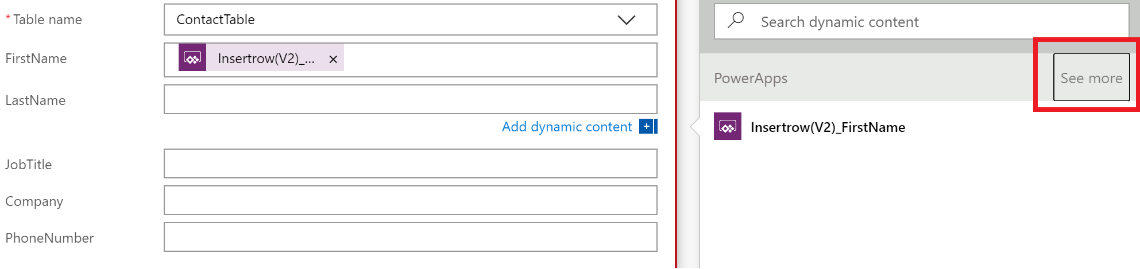 * Table name
ContactTable
FirstName
Insertrow(V2)_... ×
LastName
Add dynamic content
JobTitle
Company
PhoneNumber
Search dynamic content
PowerApps
See more
Insertrow(V2)_FirstName